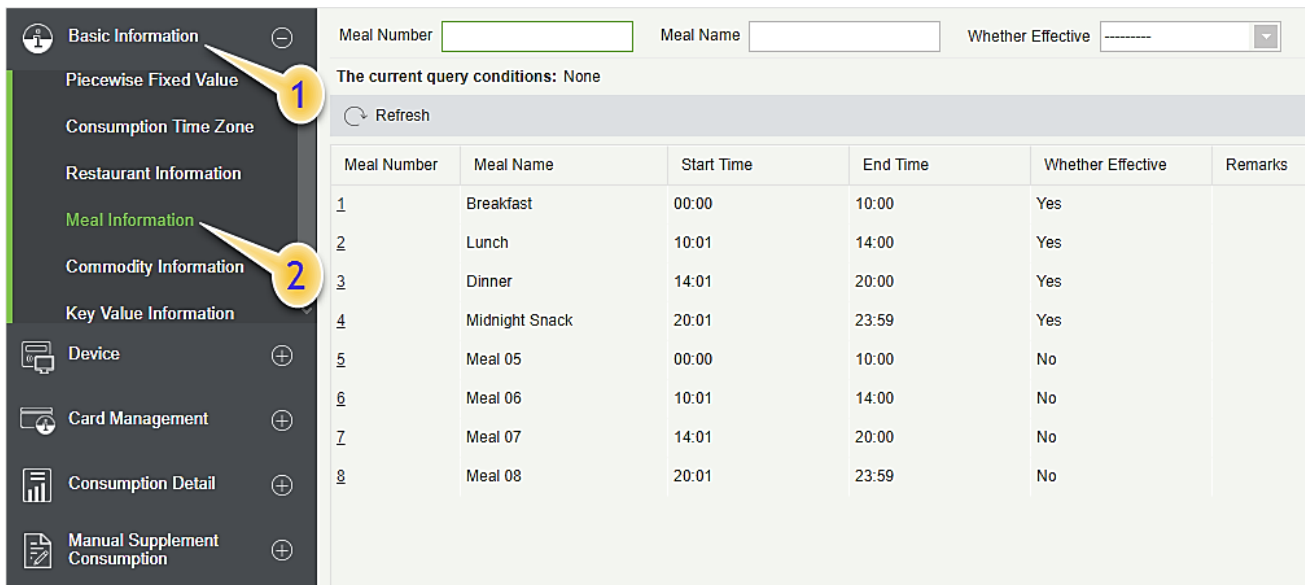 Basic Information
1
Piecewise Fixed Value
Consumption Time Zone
Restaurant Information
Meal Information
2
Commodity Information
Key Value Information
Device
Card Management
Consumption Detail
Manual Supplement
Consumption
Meal Number Meal Name Whether Effective ---------
The current query conditions: None
Refresh
Meal Number Meal Name Start Time End Time Whether Effective Remarks
1 Breakfast 00:00 10:00 Yes
2 Lunch 10:01 14:00 Yes
3 Dinner 14:01 20:00 Yes
4 Midnight Snack 20:01 23:59 Yes
5 Meal 05 00:00 10:00 No
6 Meal 06 10:01 14:00 No
7 Meal 07 14:01 20:00 No
8 Meal 08 20:01 23:59 No